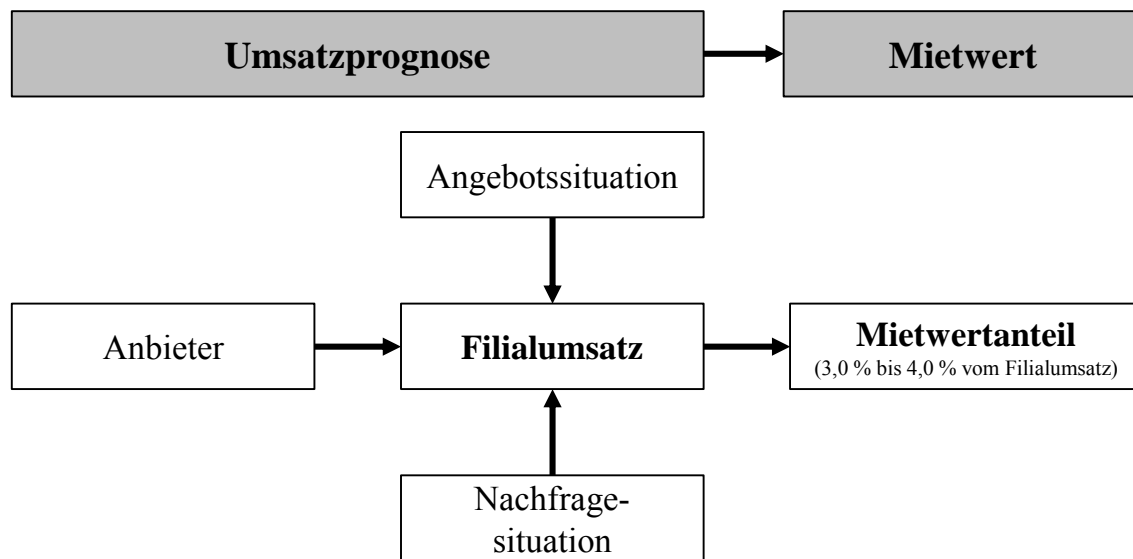 Umsatzprognose
Mietwert
Angebotssituation
Anbieter
Filialumsatz
Mietwertanteil
(3,0 % bis 4,0 % vom Filialumsatz)
Nachfrage-
situation